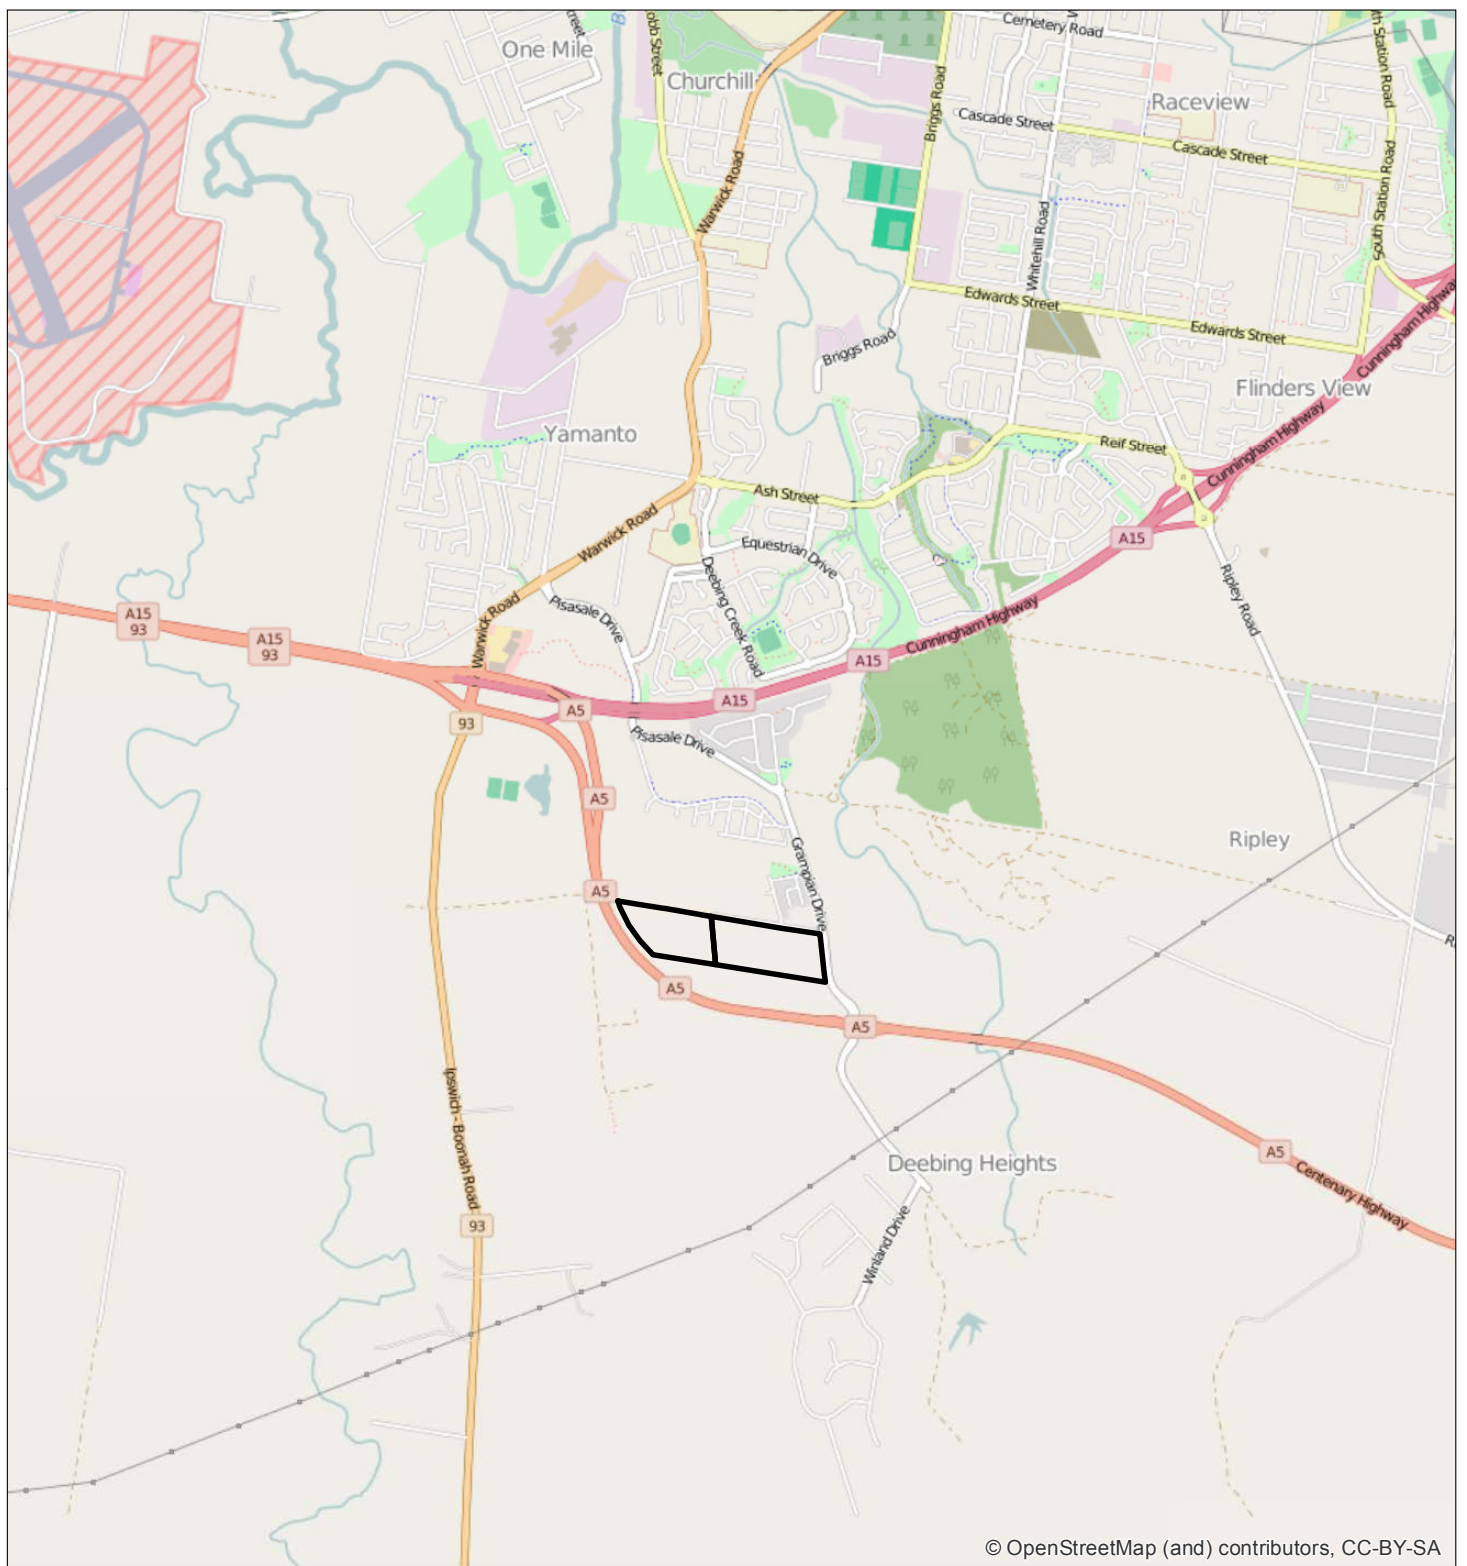 Cemetery Road
One Mile
Churchill
Raceview
Cascade Street
Cascade Street
Briggs Road
South Station Road
Warwick Road
Whitehill Road
Edwards Street
Edwards Street
Cunningham Highway
Briggs Road
Flinders View
Yamanto
Reif Street
Cunningham Highway
Ash Street
Warwick Road
A15
Equestrian Drive
Deebing Creek Road
Pisasale Drive
Ripley Road
A15
93
A15
93
Warwick Road
Cunningham Highway
A15
A15
A5
93
Pisasale Drive
A5
Ripley
Grampian Drive
A5
A5
A5
Ipswich - Boonah Road
Deebing Heights
A5
Centenary Highway
93
Winland Drive
© OpenStreetMap (and) contributors, CC-BY-SA